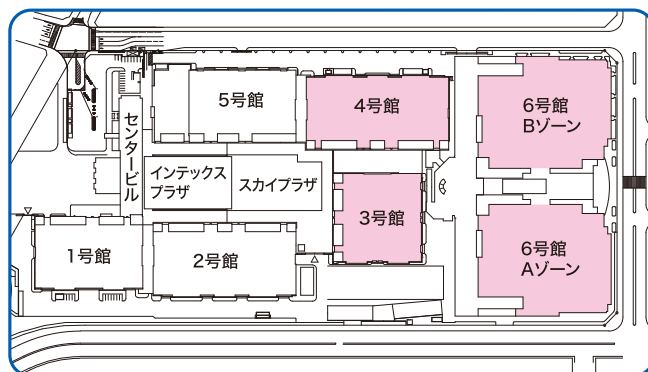 5号館
4号館
6号館
Bゾーン
センタービル
インテックス
プラザ
スカイプラザ
3号館
1号館
2号館
6号館
Aゾーン